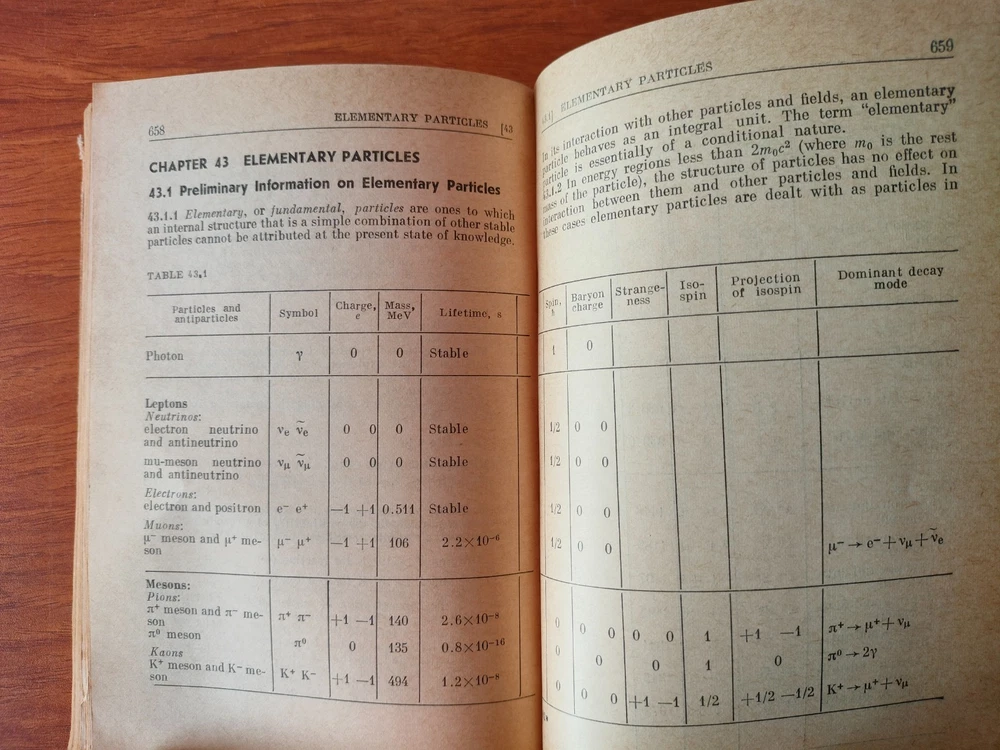 658 ELEMENTARY PARTICLES [43
CHAPTER 43 ELEMENTARY PARTICLES
43.1 Preliminary Information on Elementary Particles
43.1.1 Elementary, or fundamental, particles are ones to which
an internal structure that is a simple combination of other stable
particles cannot be attributed at the present state of knowledge.
TABLE 43.1
Particles and antiparticles | Symbol | Charge, e | Mass, MeV | Lifetime, s
Photon γ 0 0 Stable
Leptons
Neutrinos:
electron neutrino
and antineutrino νe ν̃e 0 0 0 Stable
mu-meson neutrino
and antineutrino νμ ν̃μ 0 0 0 Stable
Electrons:
electron and positron e⁻ e⁺ −1 +1 0.511 Stable
Muons:
μ⁻ meson and μ⁺ me-
son μ⁻ μ⁺ −1 +1 106 2.2×10⁻⁶
Mesons:
Pions:
π⁺ meson and π⁻ me-
son π⁺ π⁻ +1 −1 140 2.6×10⁻⁸
π⁰ meson π⁰ 0 135 0.8×10⁻¹⁶
Kaons
K⁺ meson and K⁻ me-
son K⁺ K⁻ +1 −1 494 1.2×10⁻⁸
ELEMENTARY PARTICLES 659
In its interaction with other particles and fields, an elementary
particle behaves as an integral unit. The term "elementary"
particle is essentially of a conditional nature.
43.1.2 In energy regions less than 2m₀c² (where m₀ is the rest
mass of the particle), the structure of particles has no effect on
interaction between them and other particles and fields. In
these cases elementary particles are dealt with as particles in
Spin, | Baryon charge | Strange-ness | Iso-spin | Projection of isospin | Dominant decay mode
1 0
1/2 0 0
1/2 0 0
1/2 0 0
1/2 0 0 μ⁻ → e⁻ + νμ + ν̃e
0 0 0 0 0 1 +1 −1 π⁺ → μ⁺ + νμ
0 0 0 1 0 π⁰ → 2γ
0 0 0 +1 −1 1/2 +1/2 −1/2 K⁺ → μ⁺ + νμ